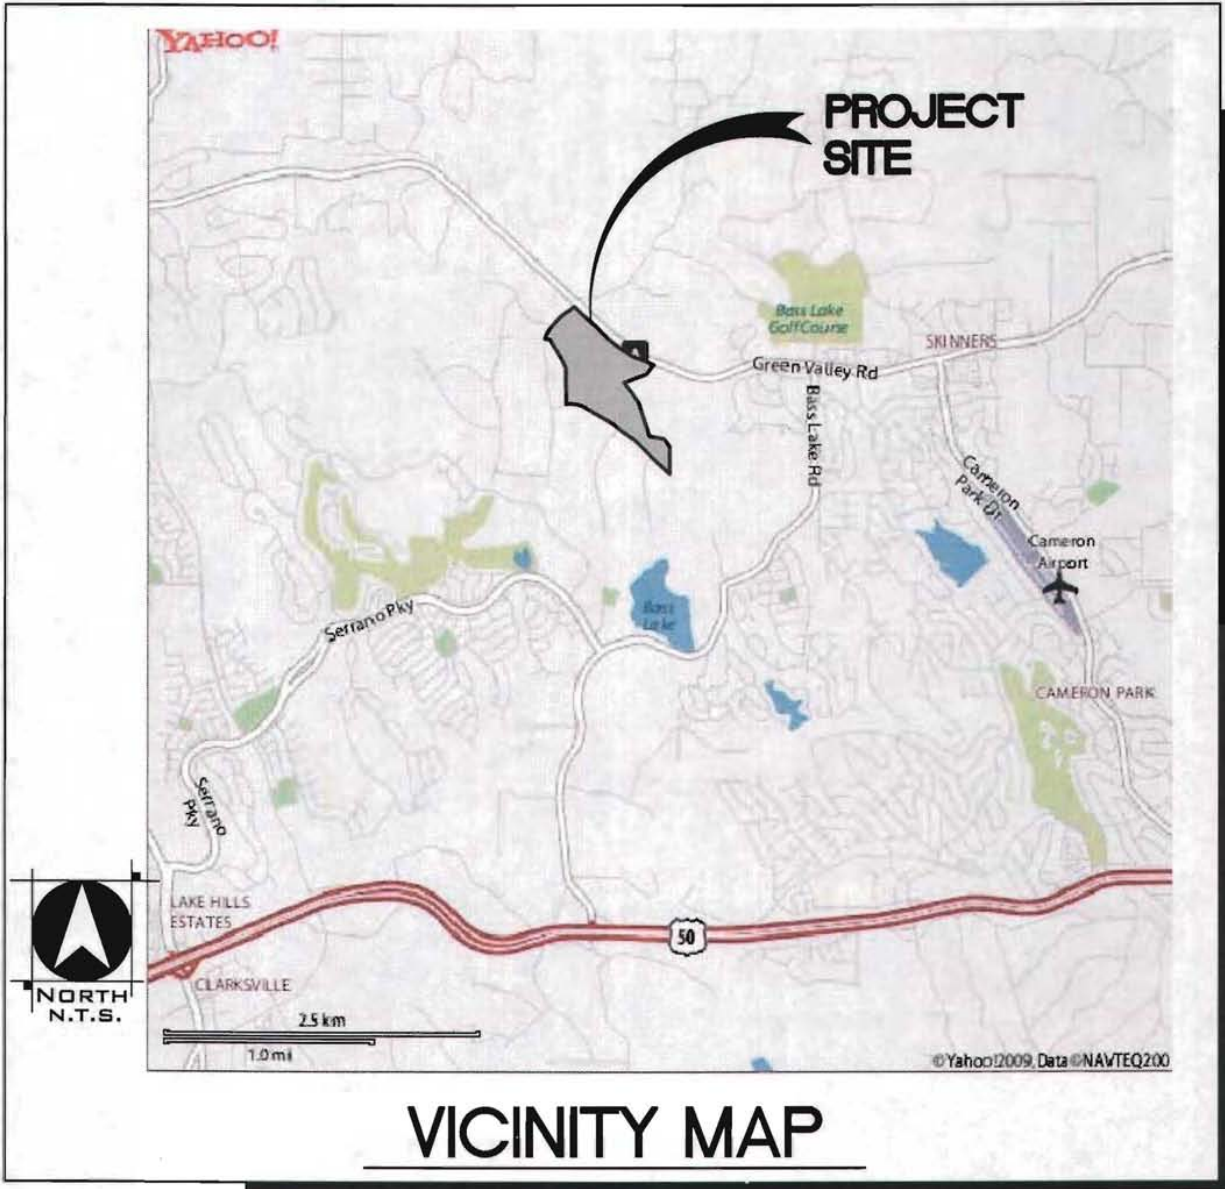 YAHOO!
PROJECT
SITE
Bass Lake
Golf Course
SKINNERS
Green Valley Rd
Bass Lake Rd
Cameron
Park Dr
Cameron
Airport
Bass
Lake
Serrano Pky
CAMERON PARK
Serrano
Pky
LAKE HILLS
ESTATES
50
CLARKSVILLE
NORTH
N.T.S.
2.5 km
1.0 mi
©Yahoo!2009, Data ©NAVTEQ200
VICINITY MAP